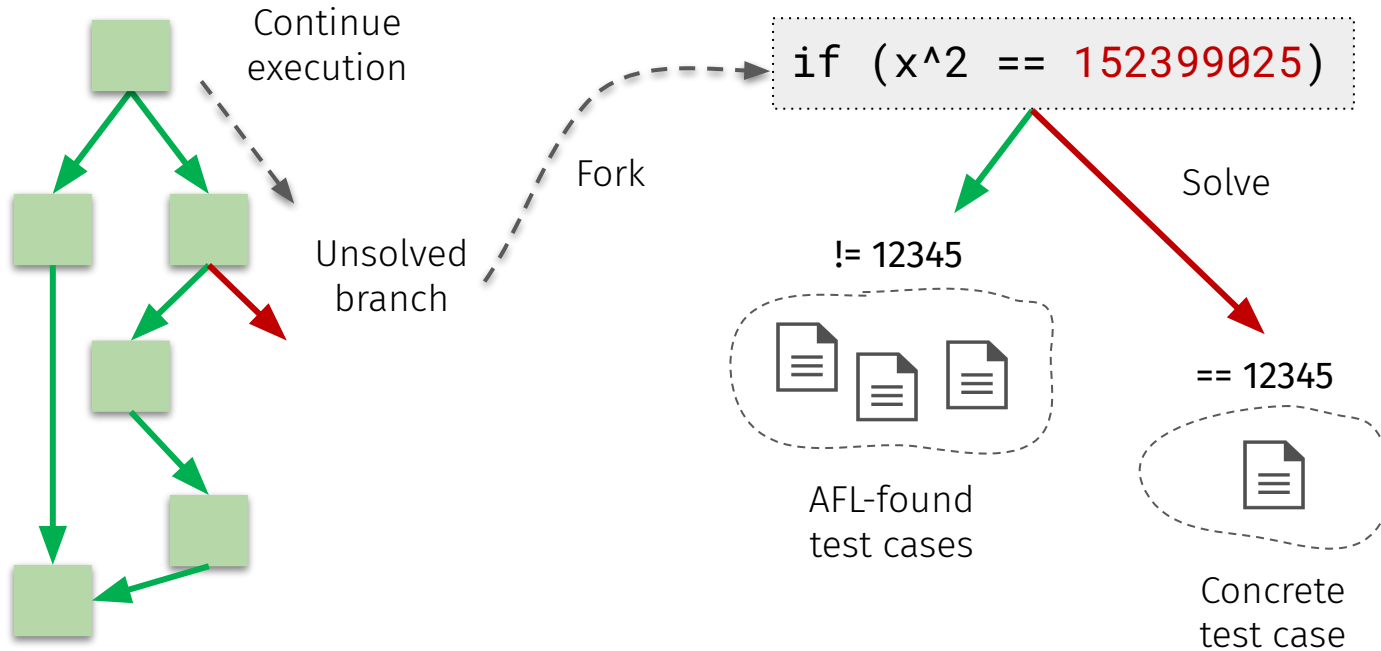 Continue
execution
if (x^2 == 152399025)
Fork
Solve
Unsolved
branch
!= 12345
== 12345
AFL-found
test cases
Concrete
test case